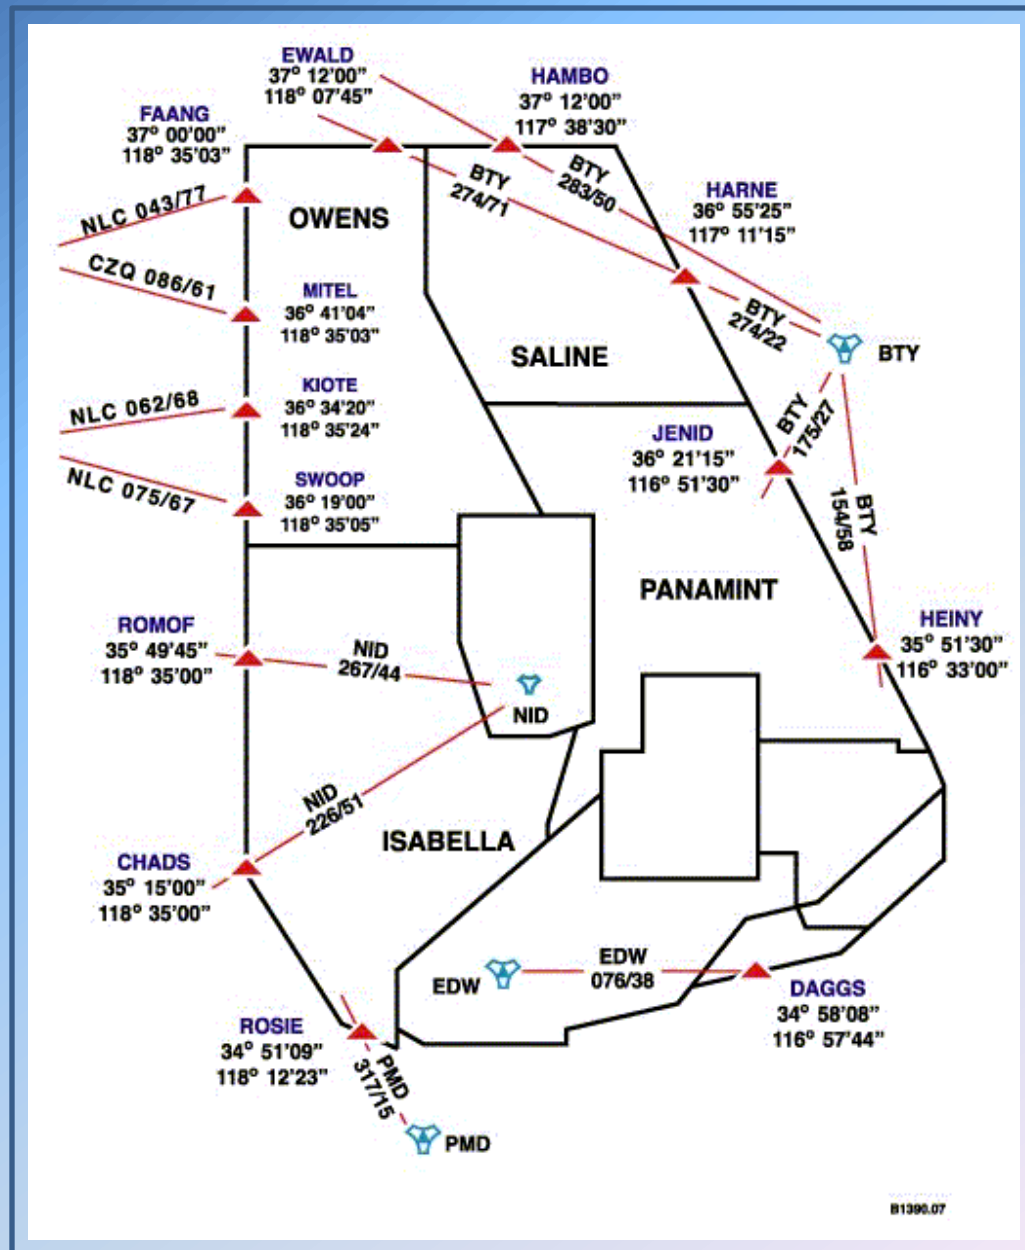 EWALD
37° 12'00"
118° 07'45"
HAMBO
37° 12'00"
117° 38'30"
FAANG
37° 00'00"
118° 35'03"
BTY
283/50
BTY
274/71
HARNE
36° 55'25"
117° 11'15"
NLC 043/77
OWENS
CZQ 086/61
MITEL
36° 41'04"
118° 35'03"
BTY
274/22
BTY
SALINE
NLC 062/68
KIOTE
36° 34'20"
118° 35'24"
JENID
36° 21'15"
116° 51'30"
BTY
175/27
NLC 075/67
SWOOP
36° 19'00"
118° 35'05"
BTY
154/58
PANAMINT
ROMOF
35° 49'45"
118° 35'00"
NID
267/44
HEINY
35° 51'30"
116° 33'00"
NID
NID
226/51
ISABELLA
CHADS
35° 15'00"
118° 35'00"
EDW
EDW
076/38
DAGGS
34° 58'08"
116° 57'44"
ROSIE
34° 51'09"
118° 12'23"
PMD
317/15
PMD
B1390.07